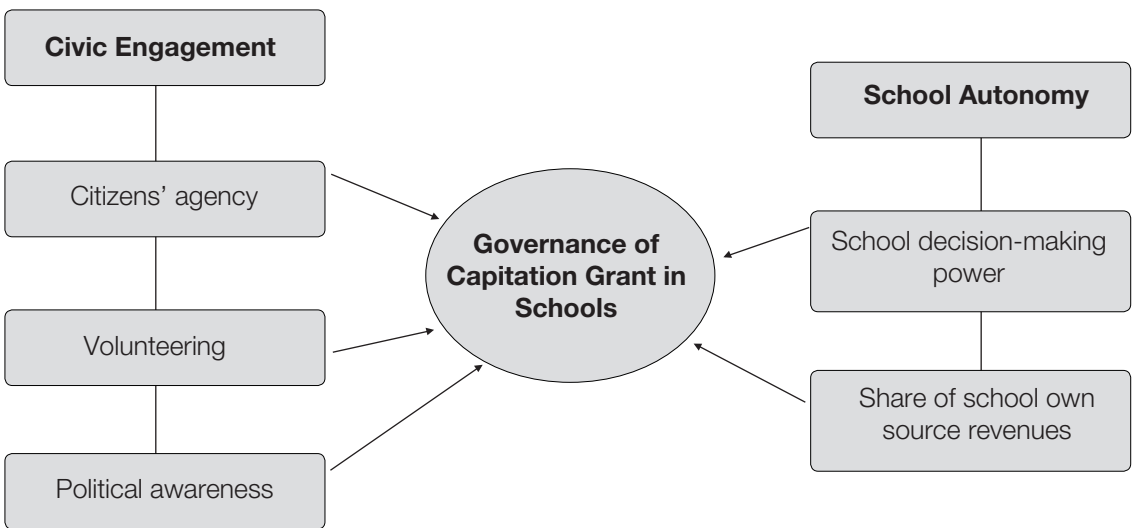 Civic Engagement
Citizens’ agency
Volunteering
Political awareness
Governance of
Capitation Grant in
Schools
School Autonomy
School decision-making
power
Share of school own
source revenues